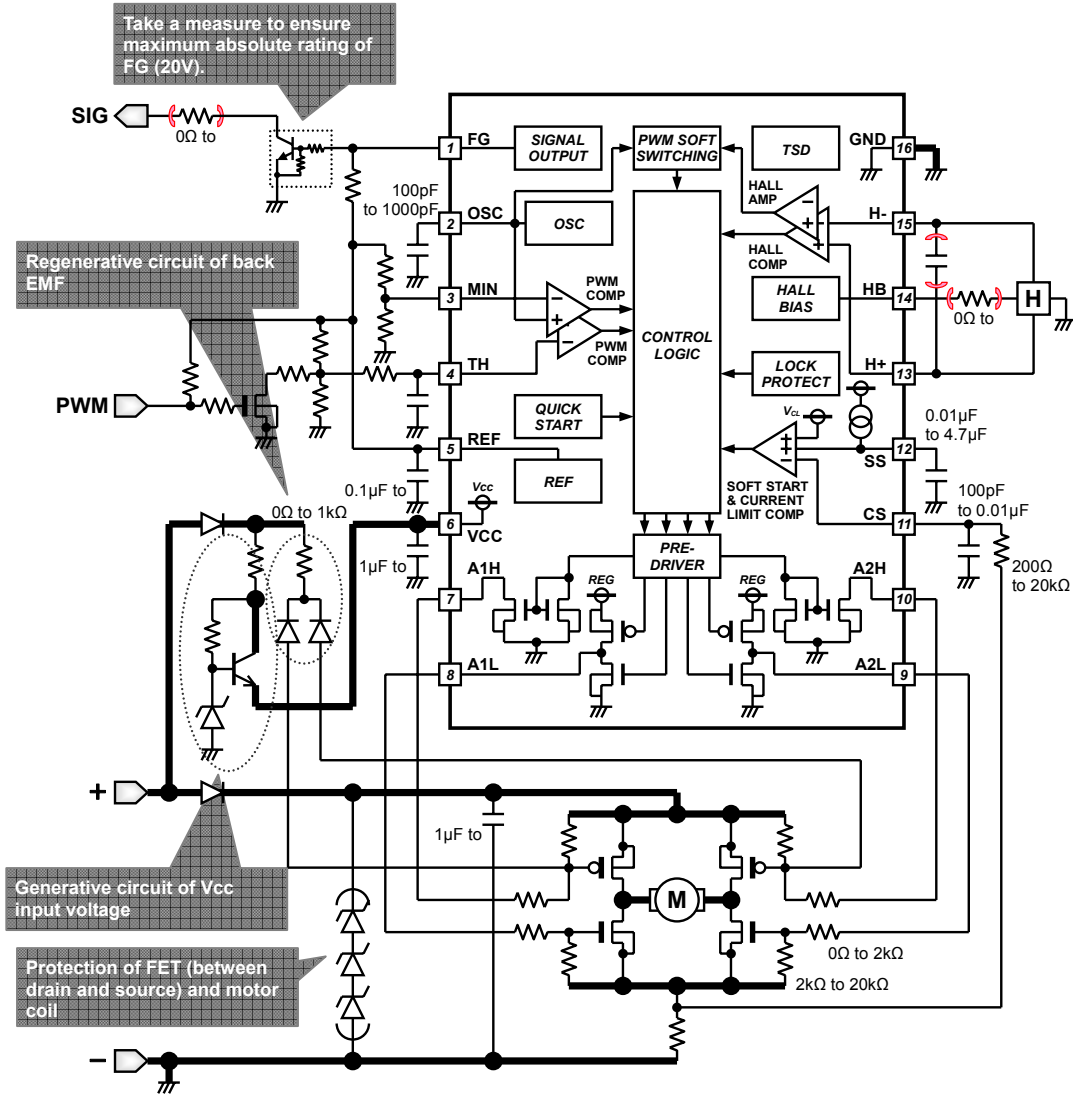 Take a measure to ensure
maximum absolute rating of
FG (20V).
SIG
0Ω to
1
FG
SIGNAL
OUTPUT
PWM SOFT
SWITCHING
TSD
GND
16
100pF
to 1000pF
2
OSC
OSC
HALL
AMP
H-
15
HALL
COMP
Regenerative circuit of back
EMF
3
MIN
PWM
COMP
PWM
COMP
CONTROL
LOGIC
HALL
BIAS
HB
14
0Ω to
H
4
TH
LOCK
PROTECT
H+
13
PWM
QUICK
START
VCL
0.01µF
to 4.7µF
5
REF
REF
SS
12
0.1µF to
SOFT START
& CURRENT
LIMIT COMP
100pF
to 0.01µF
0Ω to 1kΩ
6
VCC
Vcc
CS
11
1µF to
PRE-
DRIVER
200Ω
to 20kΩ
A1H
7
REG
REG
A2H
10
A1L
8
A2L
9
+
1µF to
Generative circuit of Vcc
input voltage
M
Protection of FET (between
drain and source) and motor
coil
0Ω to 2kΩ
2kΩ to 20kΩ
−